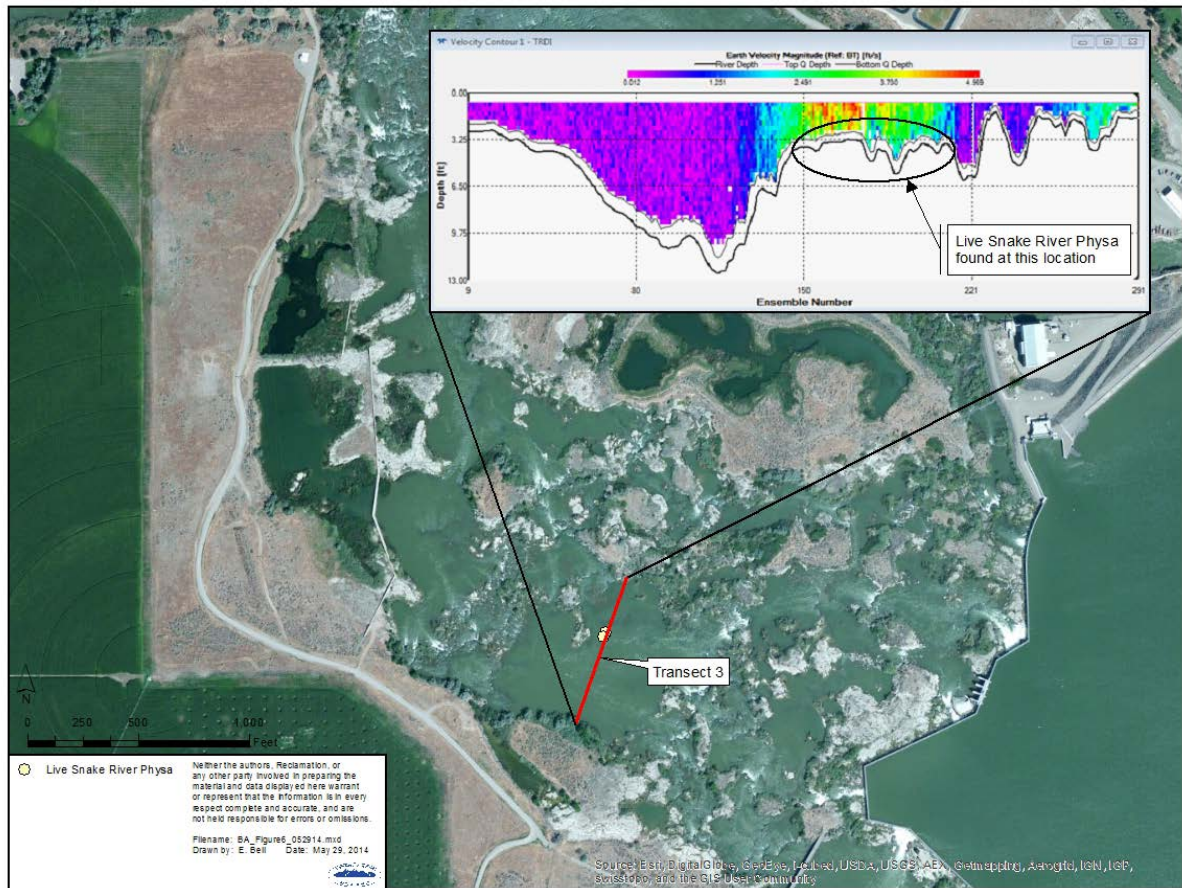 Velocity Contour 1 - TRDI
Earth Velocity Magnitude (Ref: BT) [ft/s]
River Depth Top Q Depth Bottom Q Depth
0.012 1.251 2.491 3.730 4.969
0.00
3.25
6.50
9.75
13.00
Depth [ft]
9 80 150 221 291
Ensemble Number
Live Snake River Physa
found at this location
Transect 3
N
0 250 500 1,000
Feet
Live Snake River Physa
Neither the authors, Reclamation, or
any other party involved in preparing the
material and data displayed here warrant
or represent that the information is in every
respect complete and accurate, and are
not held responsible for errors or omissions.
Filename: BA_Figure6_052914.mxd
Drawn by: E. Bell Date: May 29, 2014
Source: Esri, DigitalGlobe, GeoEye, i-cubed, USDA, USGS, AEX, Getmapping, Aerogrid, IGN, IGP,
swisstopo, and the GIS User Community